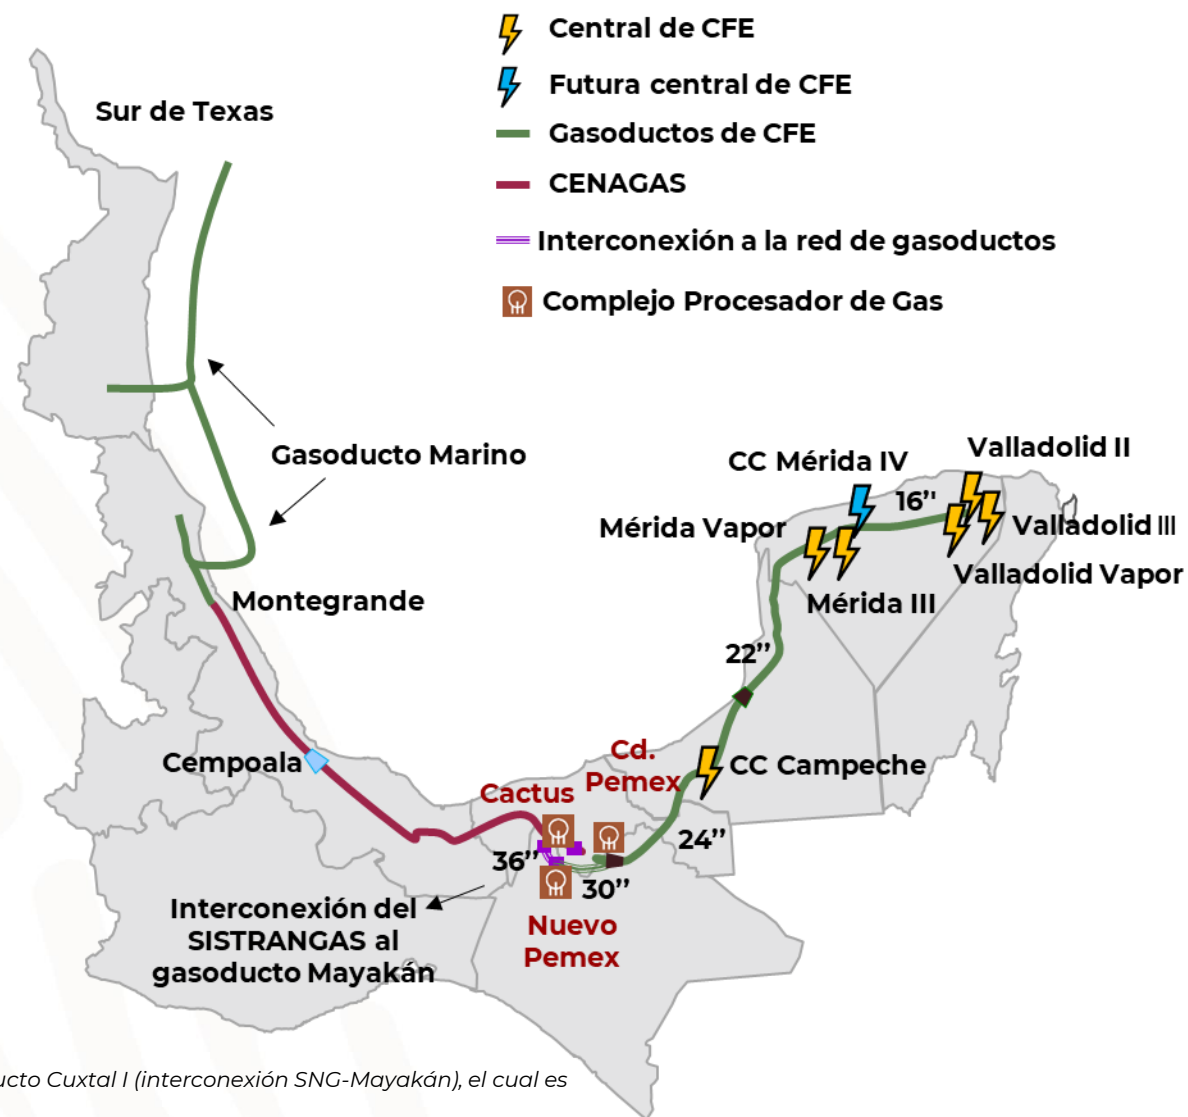 Central de CFE
Futura central de CFE
Gasoductos de CFE
CENAGAS
Interconexión a la red de gasoductos
Complejo Procesador de Gas
Sur de Texas
Gasoducto Marino
Montegrande
Cempoala
Valladolid II
CC Mérida IV
16''
Mérida Vapor
Valladolid III
Valladolid Vapor
Mérida III
22’’
CC Campeche
Cd.
Pemex
Cactus
24’’
36’’
30’’
Interconexión del
SISTRANGAS al
gasoducto Mayakán
Nuevo
Pemex
ucto Cuxtal I (interconexión SNG-Mayakán), el cual es